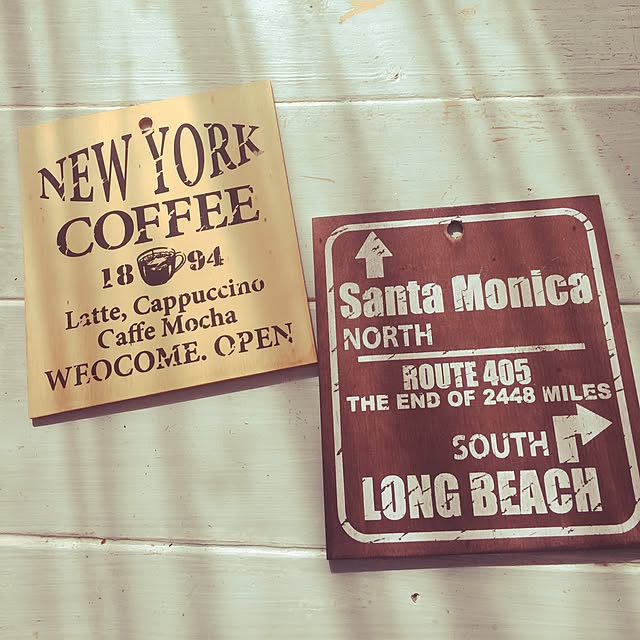 NEW YORK
COFFEE
18 94
Latte, Cappuccino
Caffe Mocha
WEOCOME. OPEN
Santa Monica
NORTH
ROUTE 405
THE END OF 2448 MILES
SOUTH
LONG BEACH